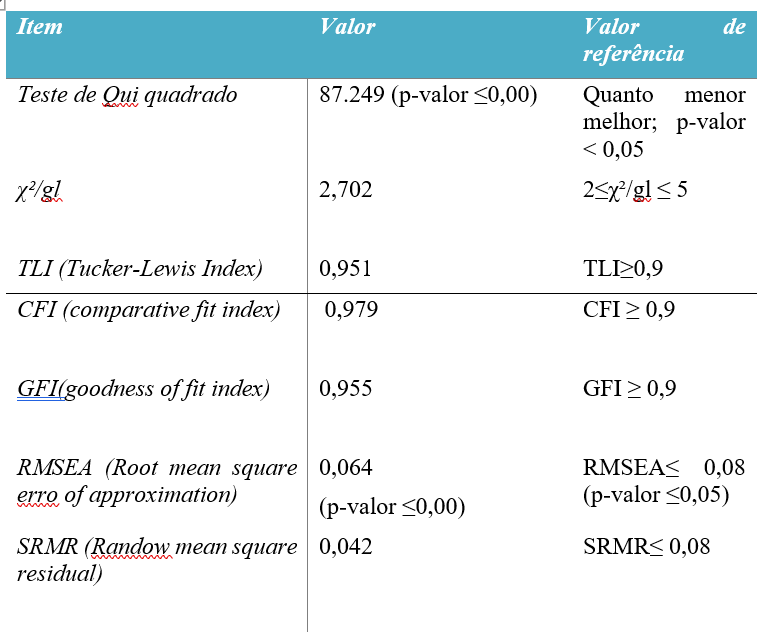 Item Valor Valor de
referência
Teste de Qui quadrado 87.249 (p-valor ≤0,00) Quanto menor
melhor; p-valor
< 0,05
χ²/gl 2,702 2≤χ²/gl ≤ 5
TLI (Tucker-Lewis Index) 0,951 TLI≥0,9
CFI (comparative fit index) 0,979 CFI ≥ 0,9
GFI(goodness of fit index) 0,955 GFI ≥ 0,9
RMSEA (Root mean square 0,064 RMSEA≤ 0,08
erro of approximation) (p-valor ≤0,00) (p-valor ≤0,05)
SRMR (Randow mean square 0,042 SRMR≤ 0,08
residual)